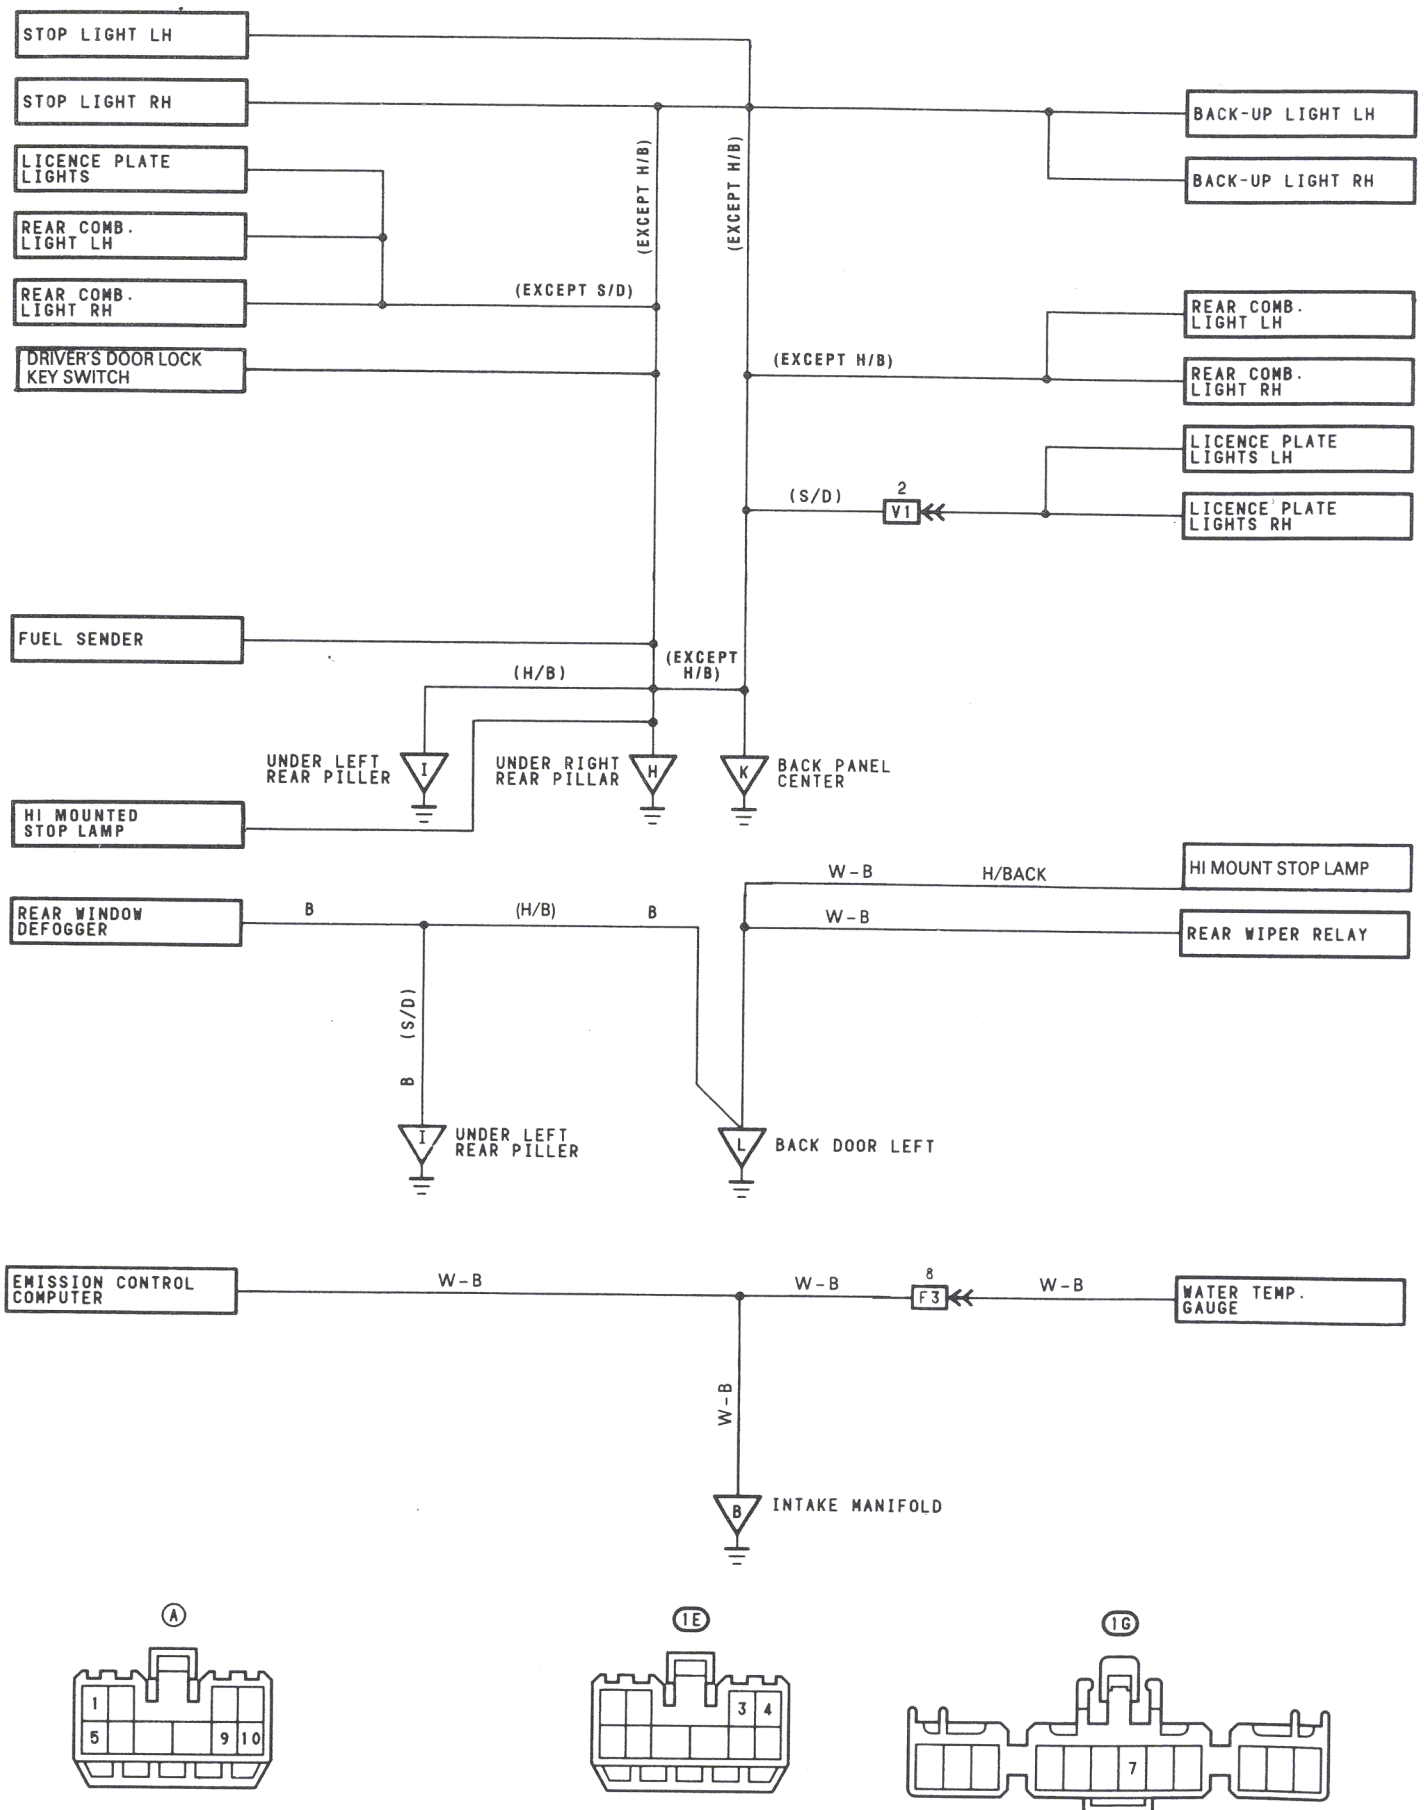 STOP LIGHT LH
STOP LIGHT RH
BACK-UP LIGHT LH
LICENCE PLATE
LIGHTS
(EXCEPT H/B)
(EXCEPT H/B)
BACK-UP LIGHT RH
REAR COMB.
LIGHT LH
REAR COMB.
LIGHT RH
(EXCEPT S/D)
REAR COMB.
LIGHT LH
DRIVER'S DOOR LOCK
KEY SWITCH
(EXCEPT H/B)
REAR COMB.
LIGHT RH
LICENCE PLATE
LIGHTS LH
(S/D)
2
V1
LICENCE PLATE
LIGHTS RH
FUEL SENDER
(H/B)
(EXCEPT
H/B)
UNDER LEFT
REAR PILLER
I
UNDER RIGHT
REAR PILLAR
H
K
BACK PANEL
CENTER
HI MOUNTED
STOP LAMP
W-B
H/BACK
HI MOUNT STOP LAMP
REAR WINDOW
DEFOGGER
B
(H/B)
B
W-B
REAR WIPER RELAY
(S/D)
B
I
UNDER LEFT
REAR PILLER
L
BACK DOOR LEFT
EMISSION CONTROL
COMPUTER
W-B
W-B
8
F3
W-B
WATER TEMP.
GAUGE
W-B
B
INTAKE MANIFOLD
A
1E
1G
1
5
9
10
3
4
7